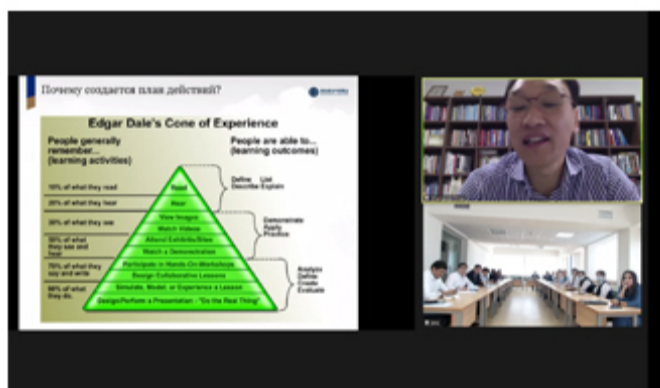 Почему создается план действий?
Edgar Dale's Cone of Experience
People generally
remember...
(learning activities)
People are able to...
(learning outcomes)
10% of what they read
20% of what they hear
30% of what they see
50% of what
they see and
hear
70% of what they
say and write
90% of what
they do.
Read
Hear
View Images
Watch Videos
Attend Exhibits/Sites
Watch a Demonstration
Participate in Hands-On-Workshops
Design Collaborative Lessons
Simulate, Model, or Experience a Lesson
Design/Perform a Presentation - "Do the Real Thing"
Define List
Describe Explain
Demonstrate
Apply
Practice
Analyze
Define
Create
Evaluate